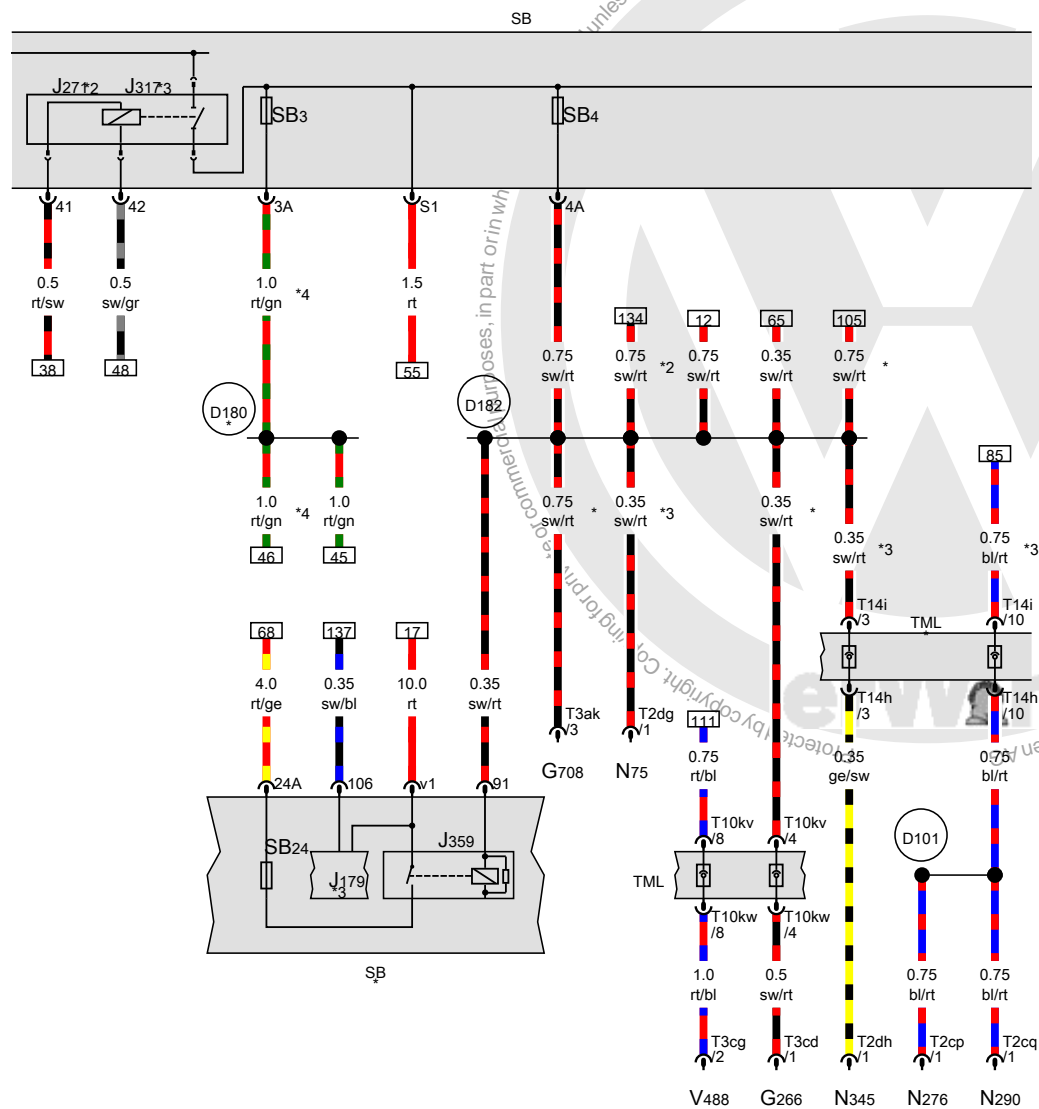 SB
J271*2 J317*3
SB3
SB4
41
42
3A
S1
4A
0.5
rt/sw
0.5
sw/gr
1.0
rt/gn
*4
1.5
rt
38
48
55
134
12
65
105
0.75
sw/rt
0.75
sw/rt
*2
0.75
sw/rt
0.35
sw/rt
0.75
sw/rt
*
D180
*
D182
85
1.0
rt/gn
*4
1.0
rt/gn
46
45
0.75
sw/rt
*
0.35
sw/rt
*3
0.35
sw/rt
*
0.35
sw/rt
*3
0.75
bl/rt
*3
T14i
/3
TML
*
T14i
/10
68
137
17
4.0
rt/ge
0.35
sw/bl
10.0
rt
0.35
sw/rt
T3ak
/3
T2dg
/1
G708
N75
111
T14h
/3
T14h
/10
0.75
rt/bl
0.35
ge/sw
0.75
bl/rt
24A
106
v1
91
SB24
J179
*3
J359
T10kv
/8
T10kv
/4
D101
TML
T10kw
/8
T10kw
/4
SB
*
1.0
rt/bl
0.5
sw/rt
0.75
bl/rt
0.75
bl/rt
T3cg
/2
T3cd
/1
T2dh
/1
T2cp
/1
T2cq
/1
V488
G266
N345
N276
N290